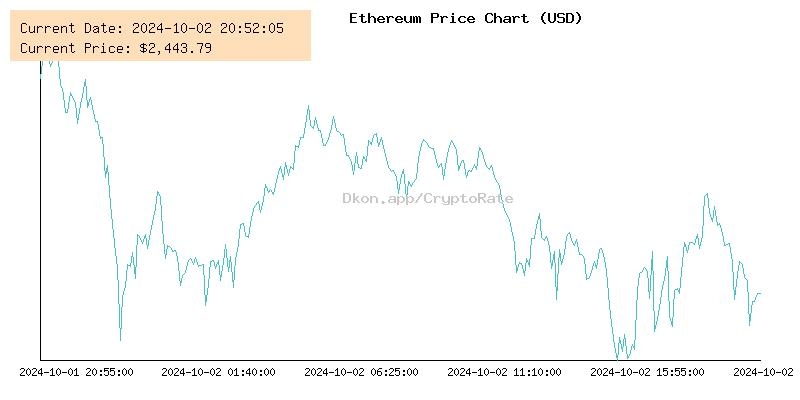 Ethereum Price Chart (USD)
Current Date: 2024-10-02 20:52:05
Current Price: $2,443.79
Dkon.app/CryptoRate
2024-10-01 20:55:00 2024-10-02 01:40:00 2024-10-02 06:25:00 2024-10-02 11:10:00 2024-10-02 15:55:00 2024-10-02